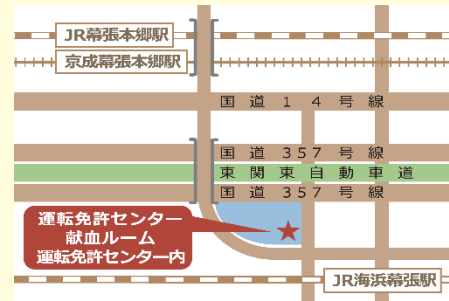 JR幕張本郷駅
京成幕張本郷駅
国道14号線
国道357号線
東関東自動車道
国道357号線
運転免許センター
献血ルーム
運転免許センター内
JR海浜幕張駅